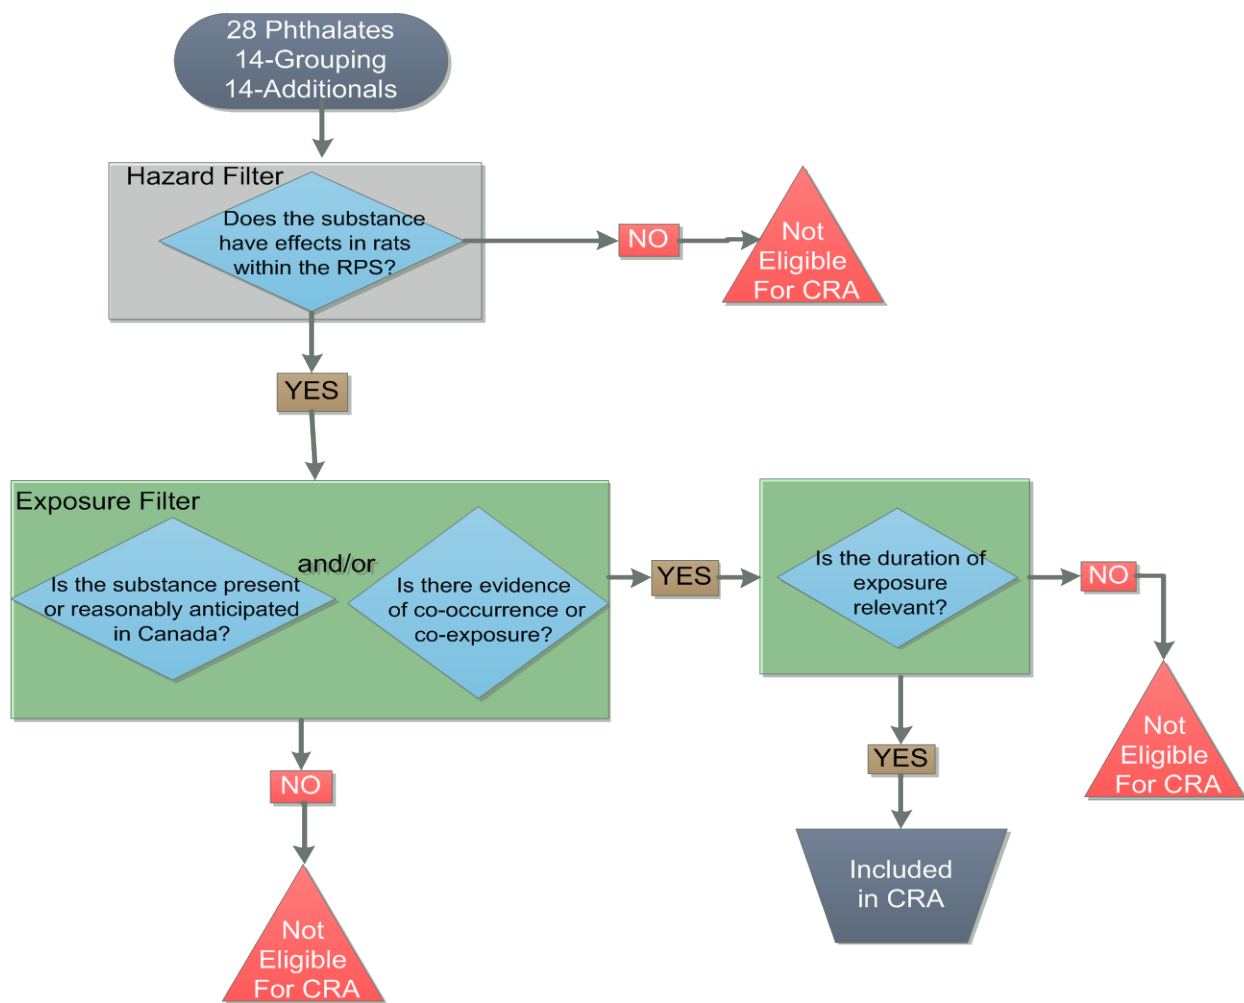 28 Phthalates
14-Grouping
14-Additionals
Hazard Filter
Does the substance
have effects in rats
within the RPS?
NO
Not
Eligible
For CRA
YES
Exposure Filter
Is the substance present
or reasonably anticipated
in Canada?
and/or
Is there evidence
of co-occurrence or
co-exposure?
YES
Is the duration of
exposure
relevant?
NO
Not
Eligible
For CRA
YES
Included
in CRA
NO
Not
Eligible
For CRA